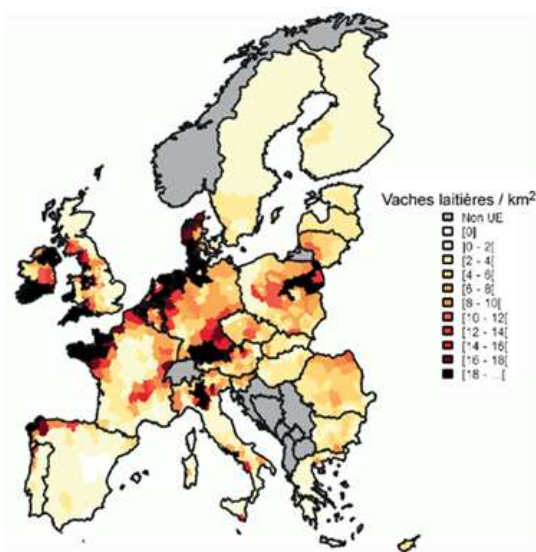 Vaches laitières / km²
Non UE
[0]
]0 - 2[
[2 - 4[
[4 - 6[
[6 - 8[
[8 - 10[
[10 - 12[
[12 - 14[
[14 - 16[
[16 - 18[
[18 - ...[